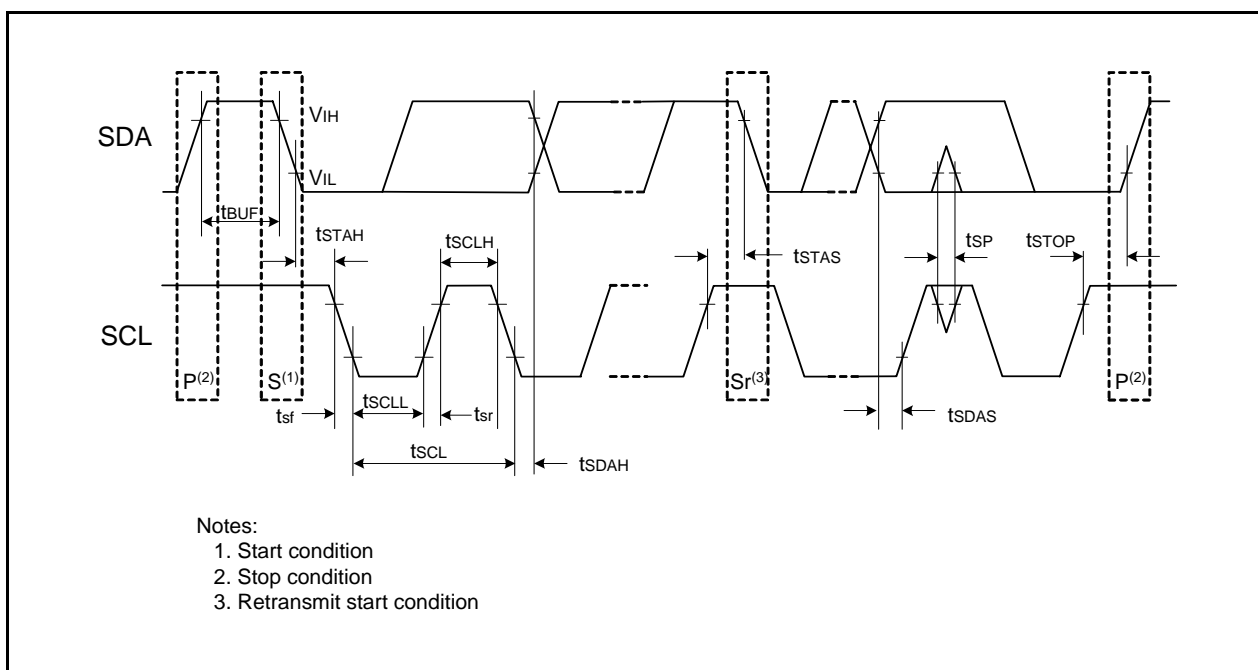 SDA
VIH
VIL
tBUF
tSTAH
tSCLH
tSTAS
tSP
tSTOP
SCL
P(2)
S(1)
Sr(3)
P(2)
tsf
tSCLL
tsr
tSDAS
tSCL
tSDAH
Notes:
1. Start condition
2. Stop condition
3. Retransmit start condition